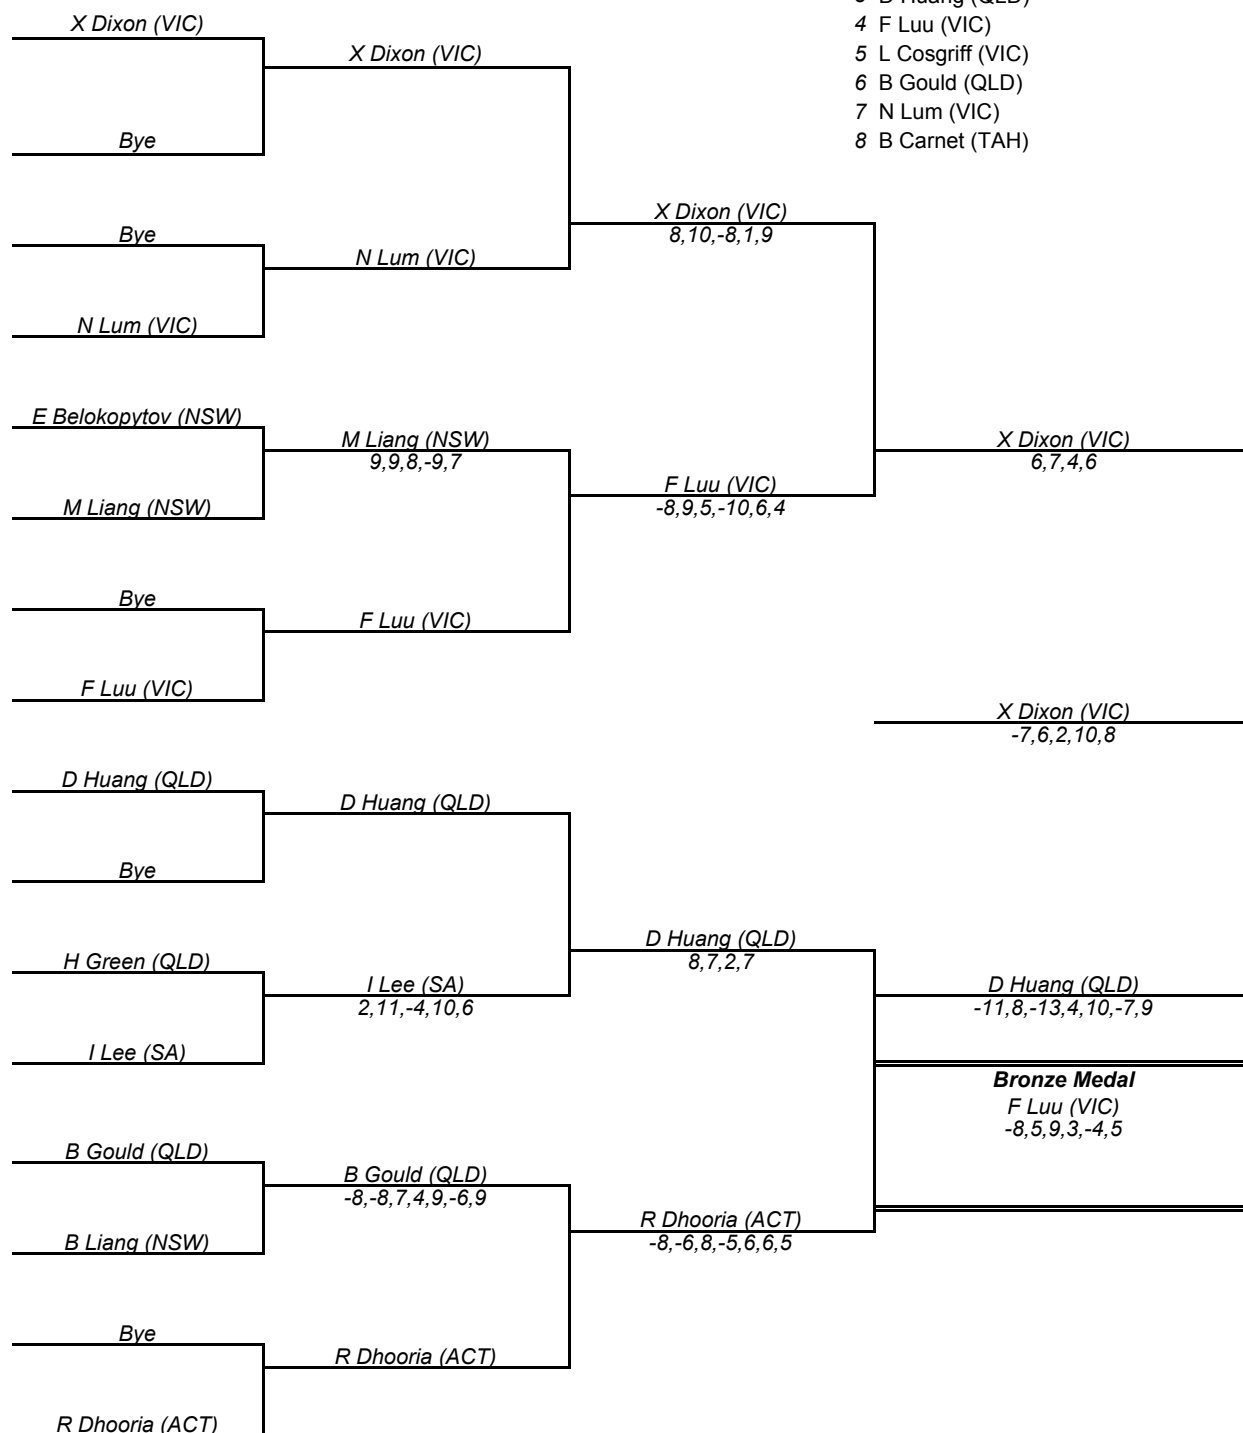 3 D Huang (QLD)
4 F Luu (VIC)
5 L Cosgriff (VIC)
6 B Gould (QLD)
7 N Lum (VIC)
8 B Carnet (TAH)
X Dixon (VIC)
X Dixon (VIC)
Bye
X Dixon (VIC)
8,10,-8,1,9
Bye
N Lum (VIC)
N Lum (VIC)
E Belokopytov (NSW)
M Liang (NSW)
9,9,8,-9,7
X Dixon (VIC)
6,7,4,6
F Luu (VIC)
-8,9,5,-10,6,4
M Liang (NSW)
Bye
F Luu (VIC)
F Luu (VIC)
X Dixon (VIC)
-7,6,2,10,8
D Huang (QLD)
D Huang (QLD)
Bye
D Huang (QLD)
8,7,2,7
H Green (QLD)
I Lee (SA)
2,11,-4,10,6
D Huang (QLD)
-11,8,-13,4,10,-7,9
I Lee (SA)
Bronze Medal
F Luu (VIC)
-8,5,9,3,-4,5
B Gould (QLD)
B Gould (QLD)
-8,-8,7,4,9,-6,9
R Dhooria (ACT)
-8,-6,8,-5,6,6,5
B Liang (NSW)
Bye
R Dhooria (ACT)
R Dhooria (ACT)